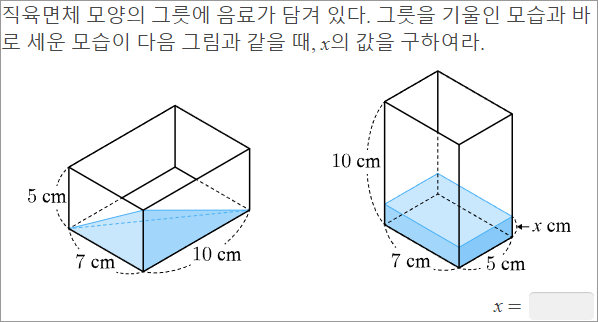 직육면체 모양의 그릇에 음료가 담겨 있다. 그릇을 기울인 모습과 바
로 세운 모습이 다음 그림과 같을 때, x의 값을 구하여라.
5 cm
7 cm
10 cm
10 cm
x cm
7 cm
5 cm
x =